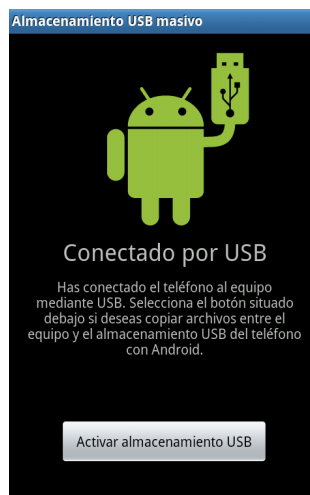 Almacenamiento USB masivo
Conectado por USB
Has conectado el teléfono al equipo
mediante USB. Selecciona el botón situado
debajo si deseas copiar archivos entre el
equipo y el almacenamiento USB del teléfono
con Android.
Activar almacenamiento USB